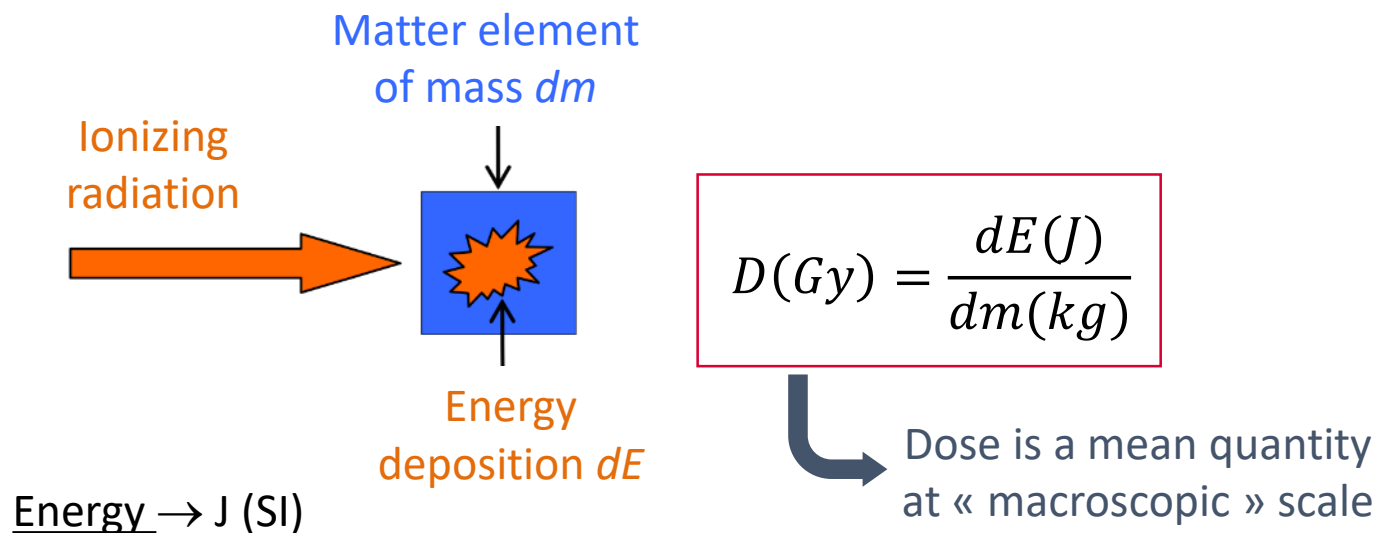 Matter element
of mass dm
Ionizing
radiation
D(Gy) = dE(J) / dm(kg)
Energy
deposition dE
Dose is a mean quantity
at « macroscopic » scale
Energy → J (SI)